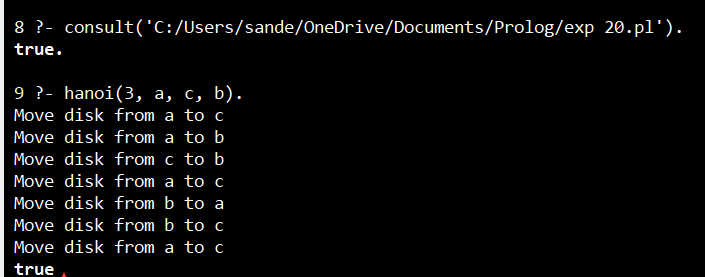 8 ?- consult('C:/Users/sande/OneDrive/Documents/Prolog/exp 20.pl').
true.
9 ?- hanoi(3, a, c, b).
Move disk from a to c
Move disk from a to b
Move disk from c to b
Move disk from a to c
Move disk from b to a
Move disk from b to c
Move disk from a to c
true